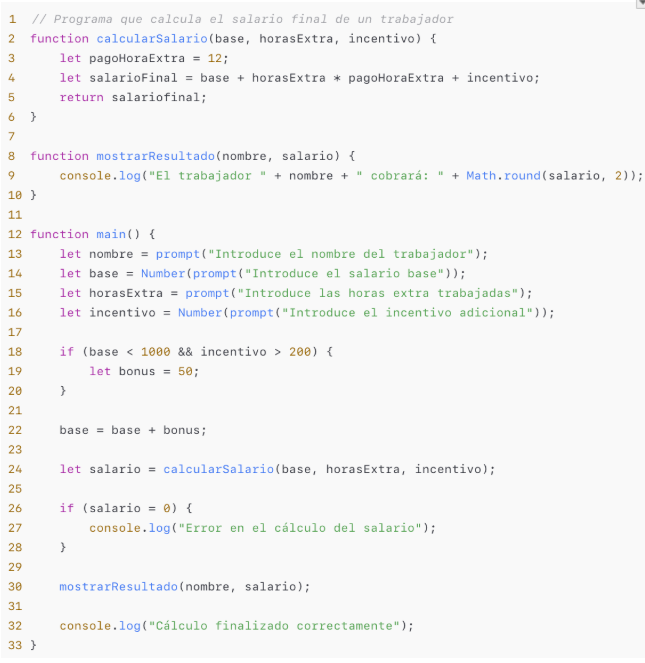 1 // Programa que calcula el salario final de un trabajador
2 function calcularSalario(base, horasExtra, incentivo) {
3     let pagoHoraExtra = 12;
4     let salarioFinal = base + horasExtra * pagoHoraExtra + incentivo;
5     return salariofinal;
6 }
7
8 function mostrarResultado(nombre, salario) {
9     console.log("El trabajador " + nombre + " cobrará: " + Math.round(salario, 2));
10 }
11
12 function main() {
13     let nombre = prompt("Introduce el nombre del trabajador");
14     let base = Number(prompt("Introduce el salario base"));
15     let horasExtra = prompt("Introduce las horas extra trabajadas");
16     let incentivo = Number(prompt("Introduce el incentivo adicional"));
17
18     if (base < 1000 && incentivo > 200) {
19         let bonus = 50;
20     }
21
22     base = base + bonus;
23
24     let salario = calcularSalario(base, horasExtra, incentivo);
25
26     if (salario = 0) {
27         console.log("Error en el cálculo del salario");
28     }
29
30     mostrarResultado(nombre, salario);
31
32     console.log("Cálculo finalizado correctamente");
33 }